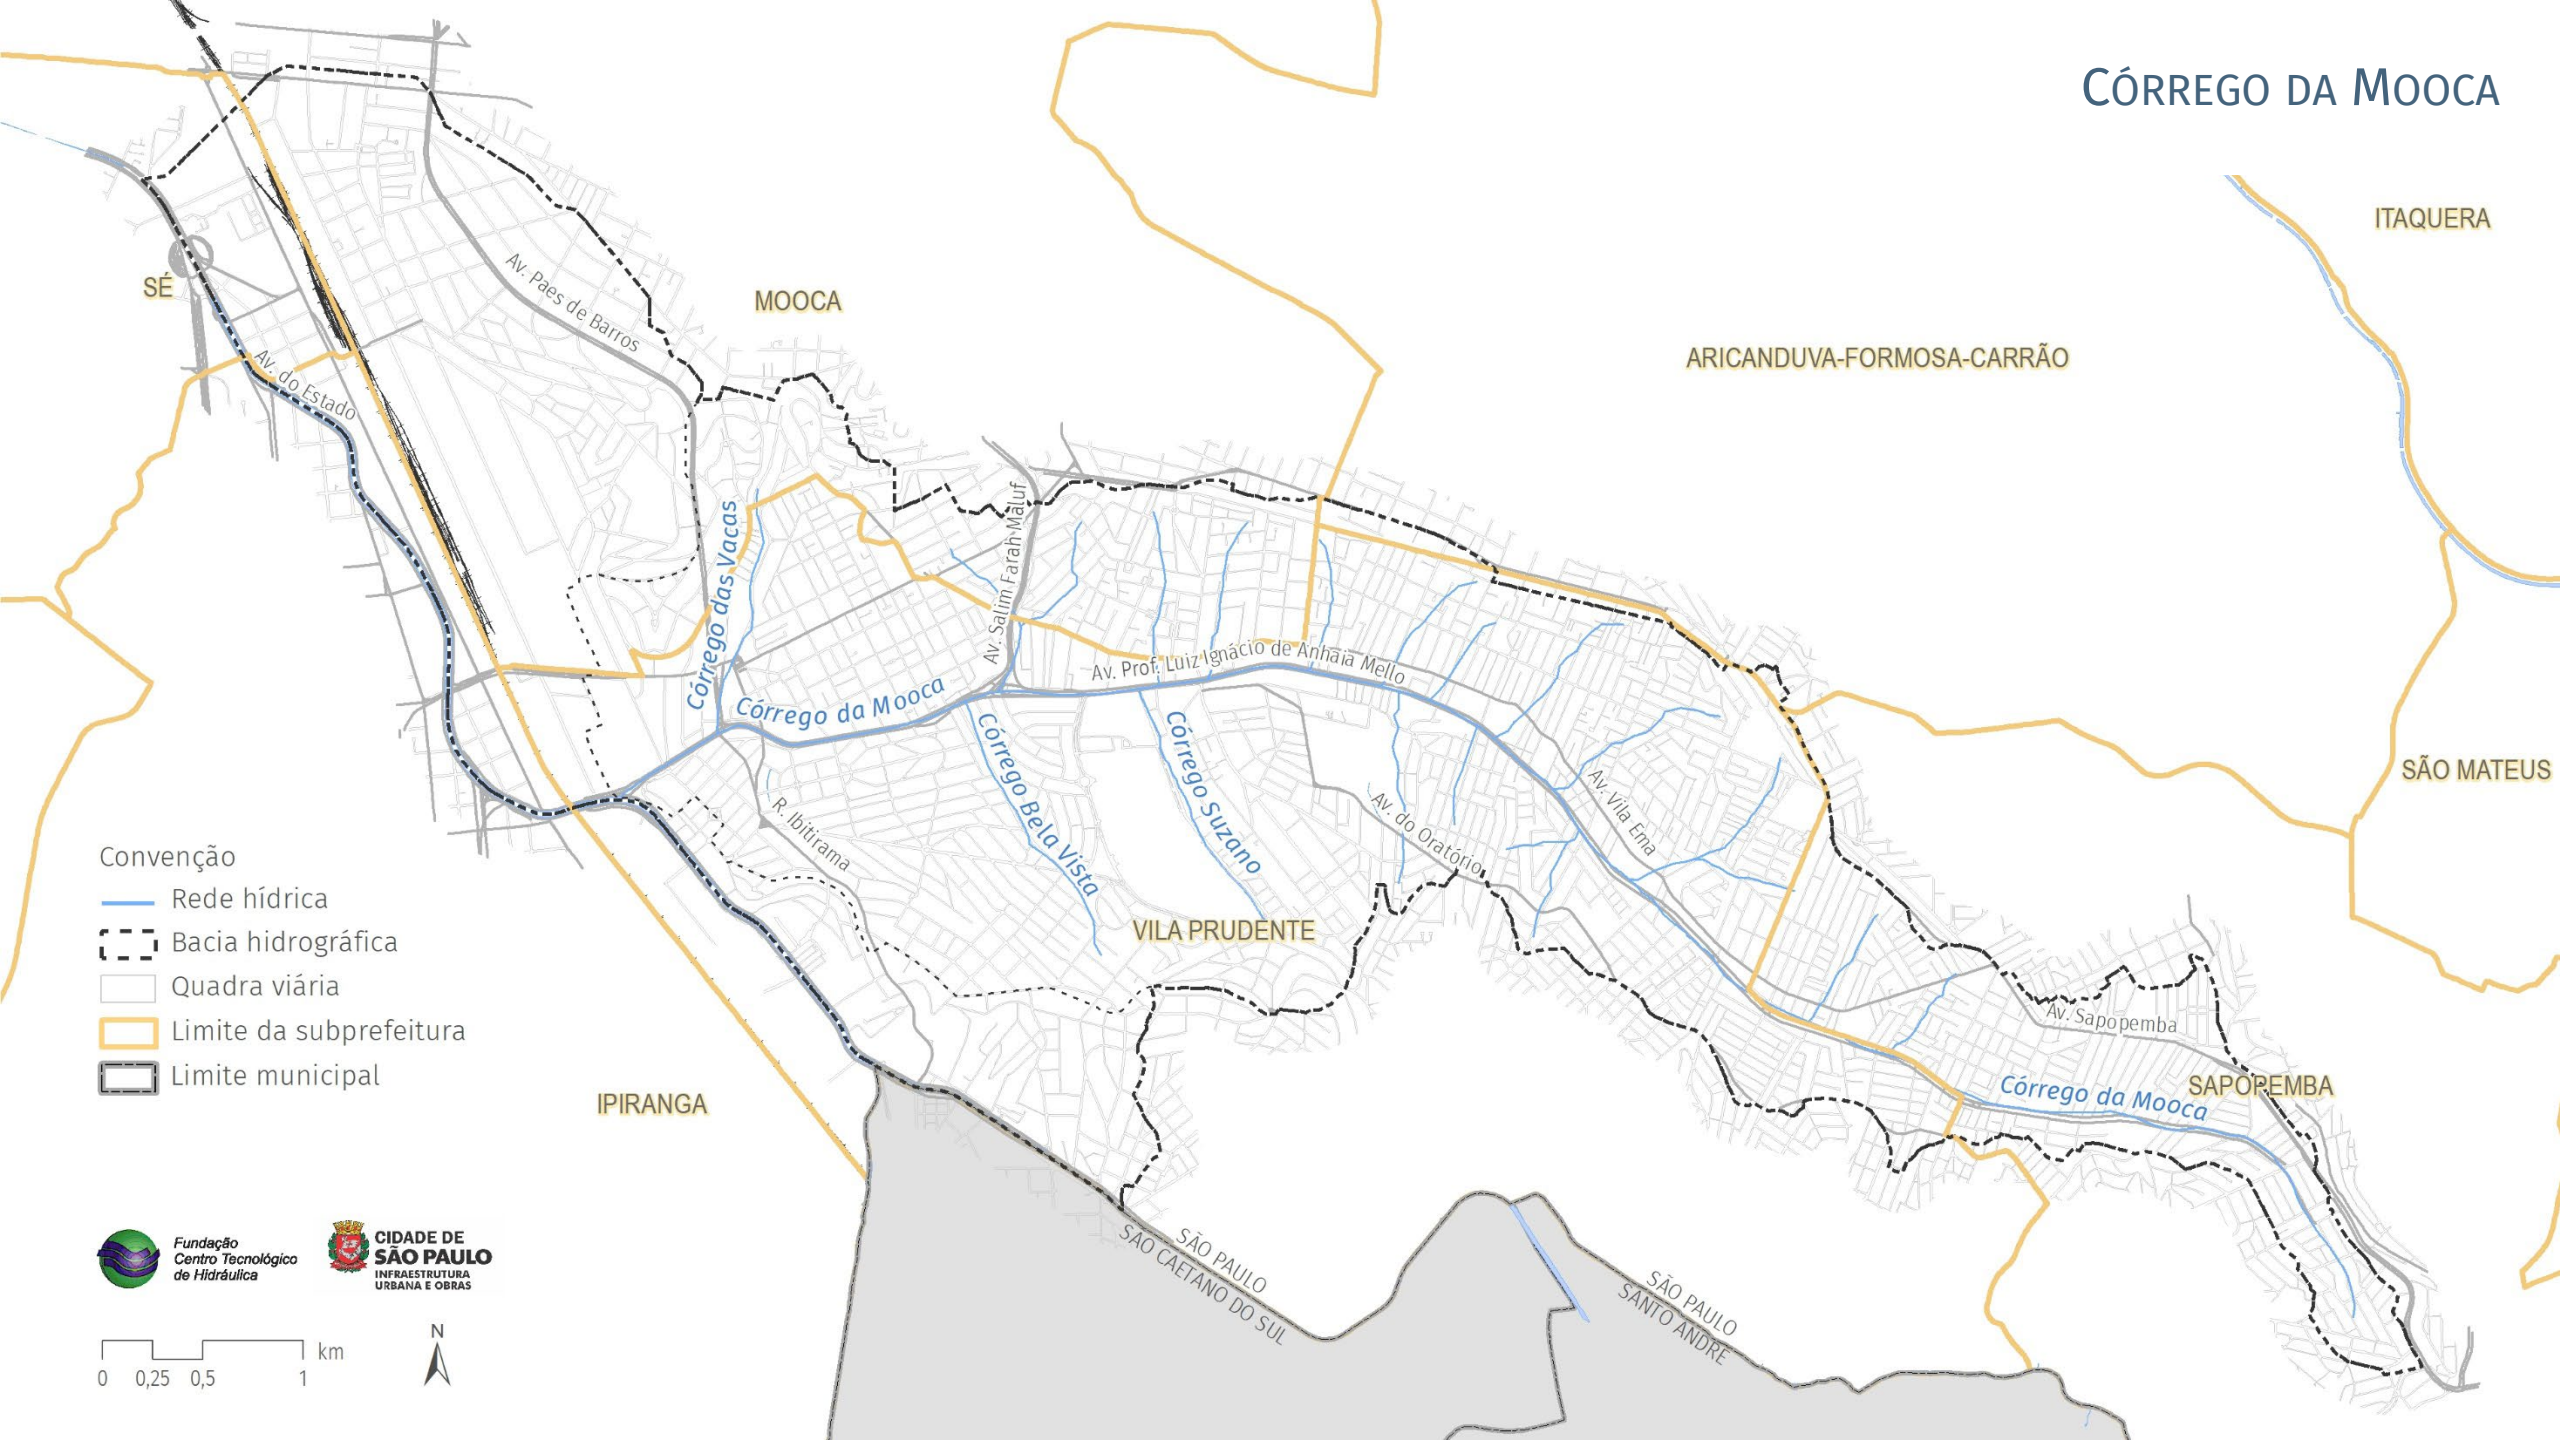 CÓRREGO DA MOOCA
ITAQUERA
SÉ
MOOCA
Av. Paes de Barros
ARICANDUVA-FORMOSA-CARRÃO
Av. do Estado
Córrego das Vacas
Av. Salim Farah Maluf
Av. Prof. Luiz Ignácio de Anhaia Mello
Córrego da Mooca
Córrego Bela Vista
Córrego Suzano
Av. Vila Ema
Av. do Oratório
R. Ibitirama
SÃO MATEUS
VILA PRUDENTE
Av. Sapopemba
SAPOPEMBA
Córrego da Mooca
IPIRANGA
SÃO PAULO
SÃO CAETANO DO SUL
SÃO PAULO
SANTO ANDRÉ
Convenção
Rede hídrica
Bacia hidrográfica
Quadra viária
Limite da subprefeitura
Limite municipal
Fundação
Centro Tecnológico
de Hidráulica
CIDADE DE
SÃO PAULO
INFRAESTRUTURA
URBANA E OBRAS
N
km
0 0,25 0,5 1